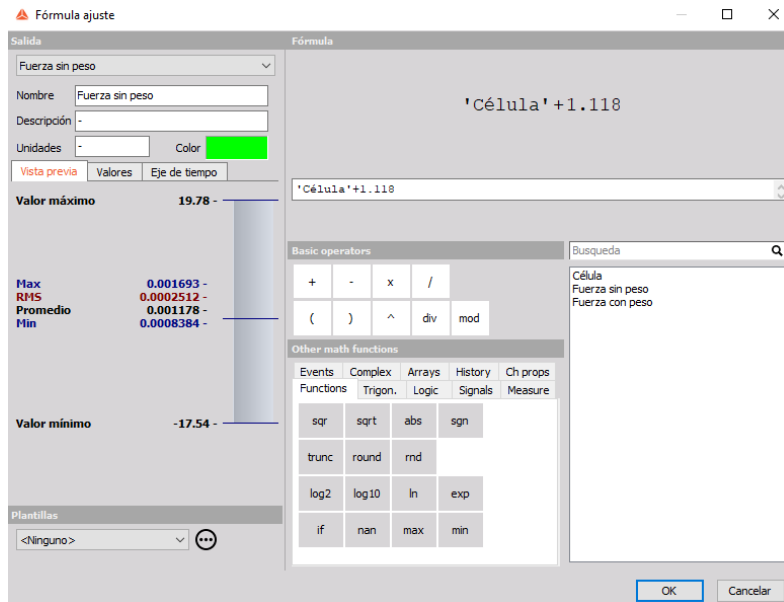 Fórmula ajuste
Salida
Fuerza sin peso
Nombre Fuerza sin peso
Descripción -
Unidades - Color
Vista previa Valores Eje de tiempo
Valor máximo 19.78 -
Max 0.001693 -
RMS 0.0002512 -
Promedio 0.001178 -
Min 0.0008384 -
Valor mínimo -17.54 -
Plantillas
<Ninguno>
Fórmula
'Célula'+1.118
'Célula'+1.118
Basic operators
+ - x /
( ) ^ div mod
Other math functions
Events Complex Arrays History Ch props
Functions Trigon. Logic Signals Measure
sqr sqrt abs sgn
trunc round rnd
log2 log10 ln exp
if nan max min
Busqueda
Célula
Fuerza sin peso
Fuerza con peso
OK Cancelar